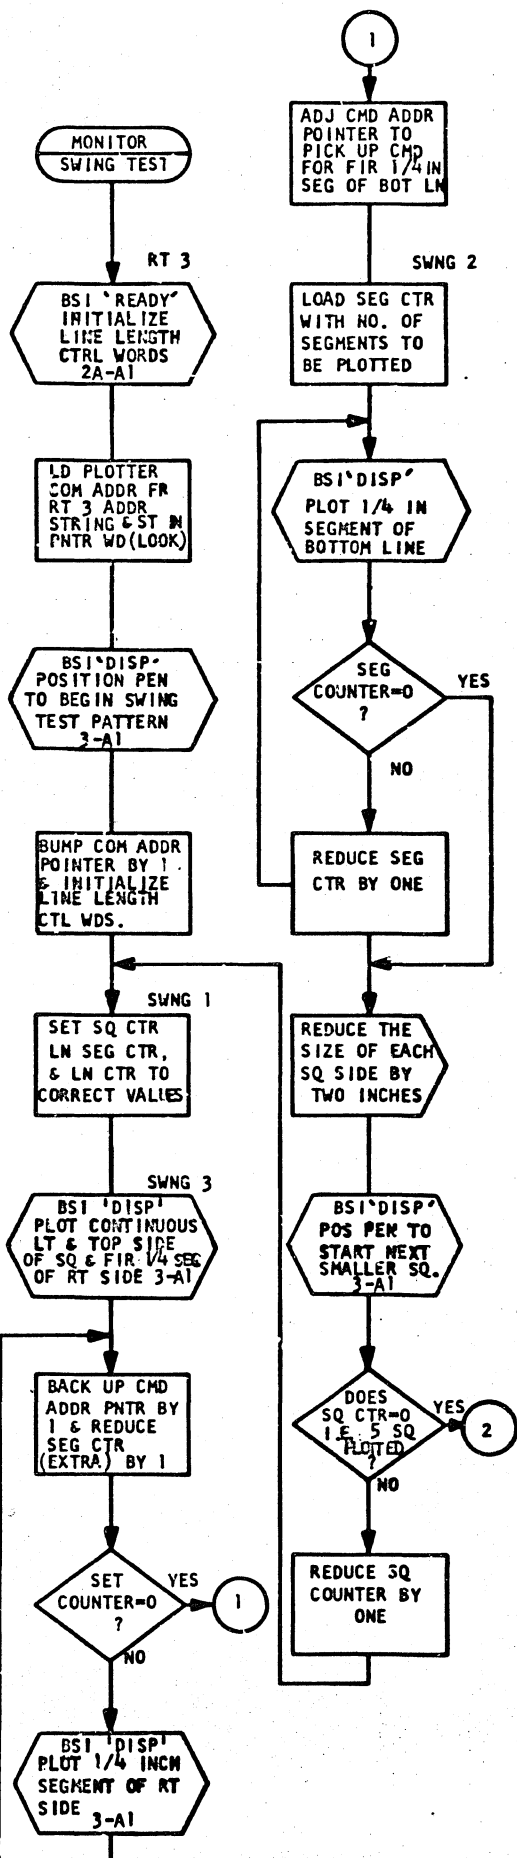 MONITOR
SWING TEST
RT 3
BSI 'READY'
INITIALIZE
LINE LENGTH
CTRL WORDS
2A-A1
LD PLOTTER
COM ADDR FR
RT 3 ADDR
STRING & ST IN
PNTR WD(LOOK)
BSI'DISP'
POSITION PEN
TO BEGIN SWING
TEST PATTERN
3-A1
BUMP COM ADDR
POINTER BY 1
& INITIALIZE
LINE LENGTH
CTL WDS.
SWNG 1
SET SQ CTR
LN SEG CTR,
& LN CTR TO
CORRECT VALUES
SWNG 3
BSI 'DISP'
PLOT CONTINUOUS
LT & TOP SIDE
OF SQ & FIR 1/4 SEG
OF RT SIDE 3-A1
BACK UP CMD
ADDR PNTR BY
1 & REDUCE
SEG CTR
(EXTRA) BY 1
SET
COUNTER=0
?
YES
1
NO
BSI 'DISP'
PLOT 1/4 INCH
SEGMENT OF RT
SIDE
3-A1
1
ADJ CMD ADDR
POINTER TO
PICK UP CMD
FOR FIR 1/4 IN
SEG OF BOT LN
SWNG 2
LOAD SEG CTR
WITH NO. OF
SEGMENTS TO
BE PLOTTED
BSI'DISP'
PLOT 1/4 IN
SEGMENT OF
BOTTOM LINE
SEG
COUNTER=0
?
YES
NO
REDUCE SEG
CTR BY ONE
REDUCE THE
SIZE OF EACH
SQ SIDE BY
TWO INCHES
BSI'DISP'
POS PEN TO
START NEXT
SMALLER SQ.
3-A1
DOES
SQ CTR=0
I.E. 5 SQ
PLOTTED
?
YES
2
NO
REDUCE SQ
COUNTER BY
ONE